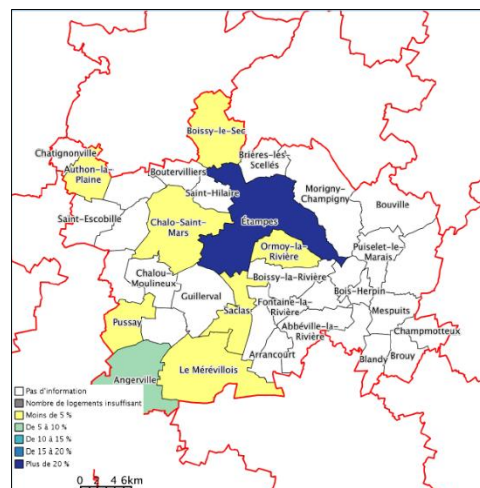 Boissy-le-Sec
Chatignonville
Authon-la-
Plaine
Boutervilliers
Brières-les-
Scellés
Saint-Hilaire
Morigny-
Champigny
Bouville
Saint-Escobille
Chalo-Saint-
Mars
Étampes
Ormoy-la-
Rivière
Puiselet-le-
Marais
Chalou-
Moulineux
Guillerval
Boissy-la-Rivière
Bois-Herpin
Saclas
Fontaine-la-
Rivière
Mespuits
Pussay
Abbéville-la-
Rivière
Champmotteux
Arrancourt
Blandy
Brouy
Angerville
Le Mérévillois
Pas d'information
Nombre de logements insuffisant
Moins de 5 %
De 5 à 10 %
De 10 à 15 %
De 15 à 20 %
Plus de 20 %
0 2 4 6km